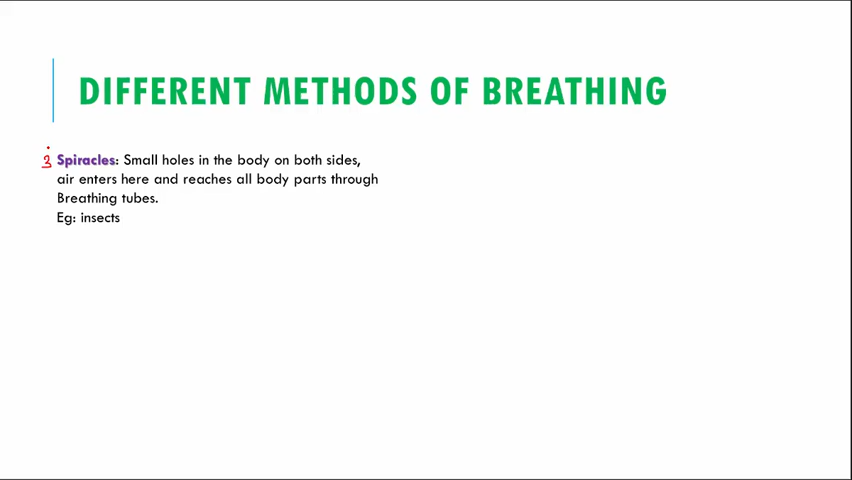 DIFFERENT METHODS OF BREATHING
3 Spiracles: Small holes in the body on both sides,
air enters here and reaches all body parts through
Breathing tubes.
Eg: insects